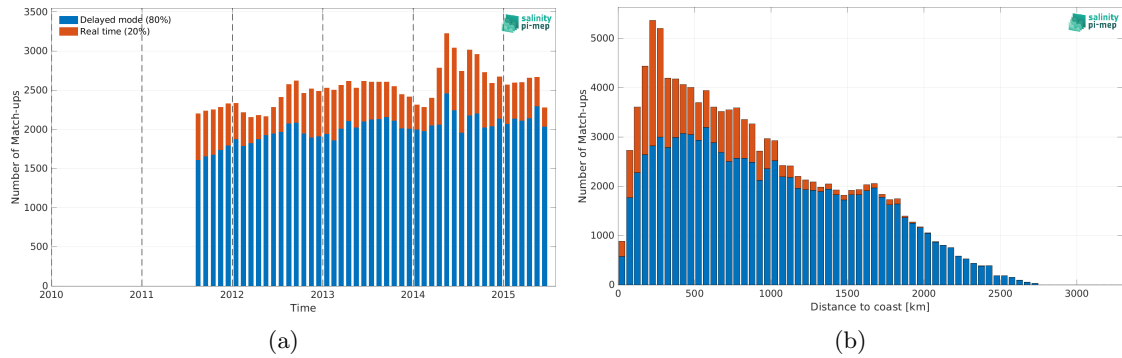 Delayed mode (80%)
Real time (20%)
salinity
pi-mep
3500
3000
2500
2000
1500
1000
500
0
Number of Match-ups
2010
2011
2012
2013
2014
2015
Time
(a)
salinity
pi-mep
5000
4000
3000
2000
1000
0
Number of Match-ups
0
500
1000
1500
2000
2500
3000
Distance to coast [km]
(b)